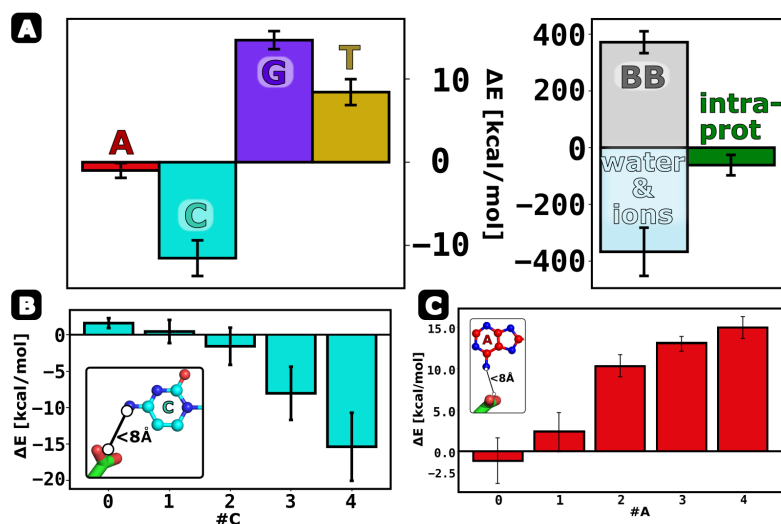 A
A
C
G
T
10
0
−10
ΔE [kcal/mol]
400
200
0
−200
−400
BB
water
& 
ions
intra-
prot
B
ΔE [kcal/mol]
0
−5
−10
−15
−20
C
<8Å
0 1 2 3 4
#C
C
ΔE [kcal/mol]
15.0
10.0
5.0
0.0
−2.5
A
<8Å
0 1 2 3 4
#A